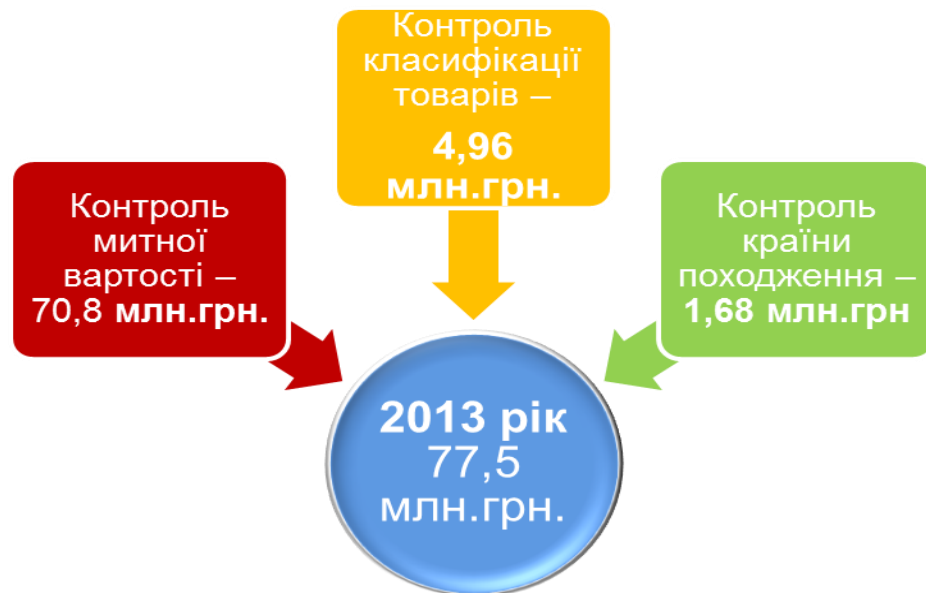 Контроль
класифікації
товарів –
4,96
млн.грн.
Контроль
митної
вартості –
70,8 млн.грн.
Контроль
країни
походження –
1,68 млн.грн
2013 рік
77,5
млн.грн.